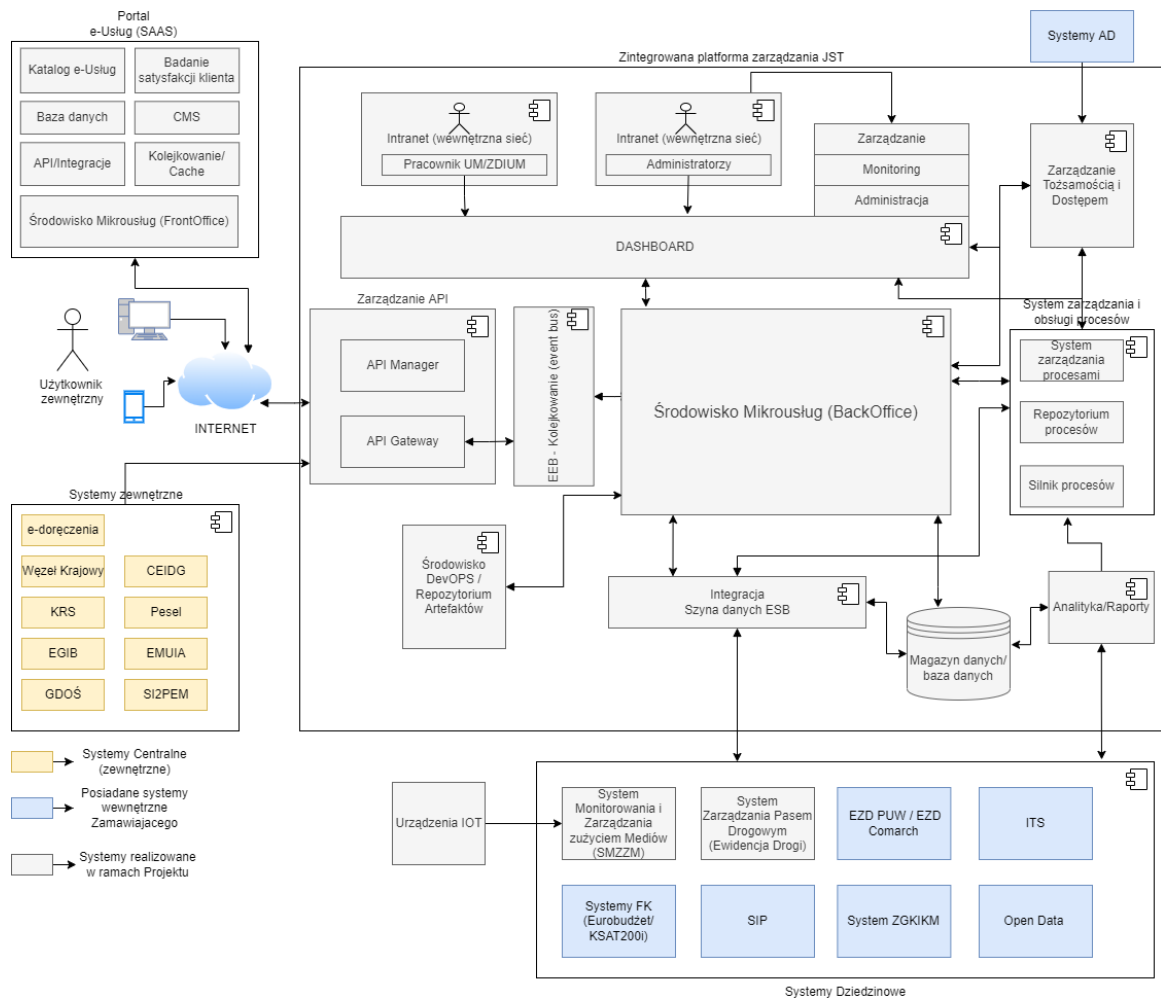 Portal
e-Usług (SAAS)
Katalog e-Usług
Badanie
satysfakcji klienta
Baza danych
CMS
API/Integracje
Kolejkowanie/
Cache
Środowisko Mikrousług (FrontOffice)
Użytkownik
zewnętrzny
INTERNET
Systemy zewnętrzne
e-doręczenia
Węzeł Krajowy
CEIDG
KRS
Pesel
EGIB
EMUIA
GDOŚ
SI2PEM
Systemy Centralne
(zewnętrzne)
Posiadane systemy
wewnętrzne
Zamawiajacego
Systemy realizowane
w ramach Projektu
Systemy AD
Zintegrowana platforma zarządzania JST
Intranet (wewnętrzna sieć)
Pracownik UM/ZDIUM
Intranet (wewnętrzna sieć)
Administratorzy
Zarządzanie
Monitoring
Administracja
Zarządzanie
Tożsamością i
Dostępem
DASHBOARD
Zarządzanie API
API Manager
API Gateway
EEB - Kolejkowanie (event bus)
Środowisko Mikrousług (BackOffice)
System zarządzania i
obsługi procesów
System
zarządzania
procesami
Repozytorium
procesów
Silnik procesów
Środowisko
DevOPS /
Repozytorium
Artefaktów
Integracja
Szyna danych ESB
Magazyn danych/
baza danych
Analityka/Raporty
Urządzenia IOT
System
Monitorowania i
Zarządzania
zużyciem Mediów
(SMZZM)
System
Zarządzania Pasem
Drogowym
(Ewidencja Drogi)
EZD PUW / EZD
Comarch
ITS
Systemy FK
(Eurobudżet/
KSAT200i)
SIP
System ZGKIKM
Open Data
Systemy Dziedzinowe